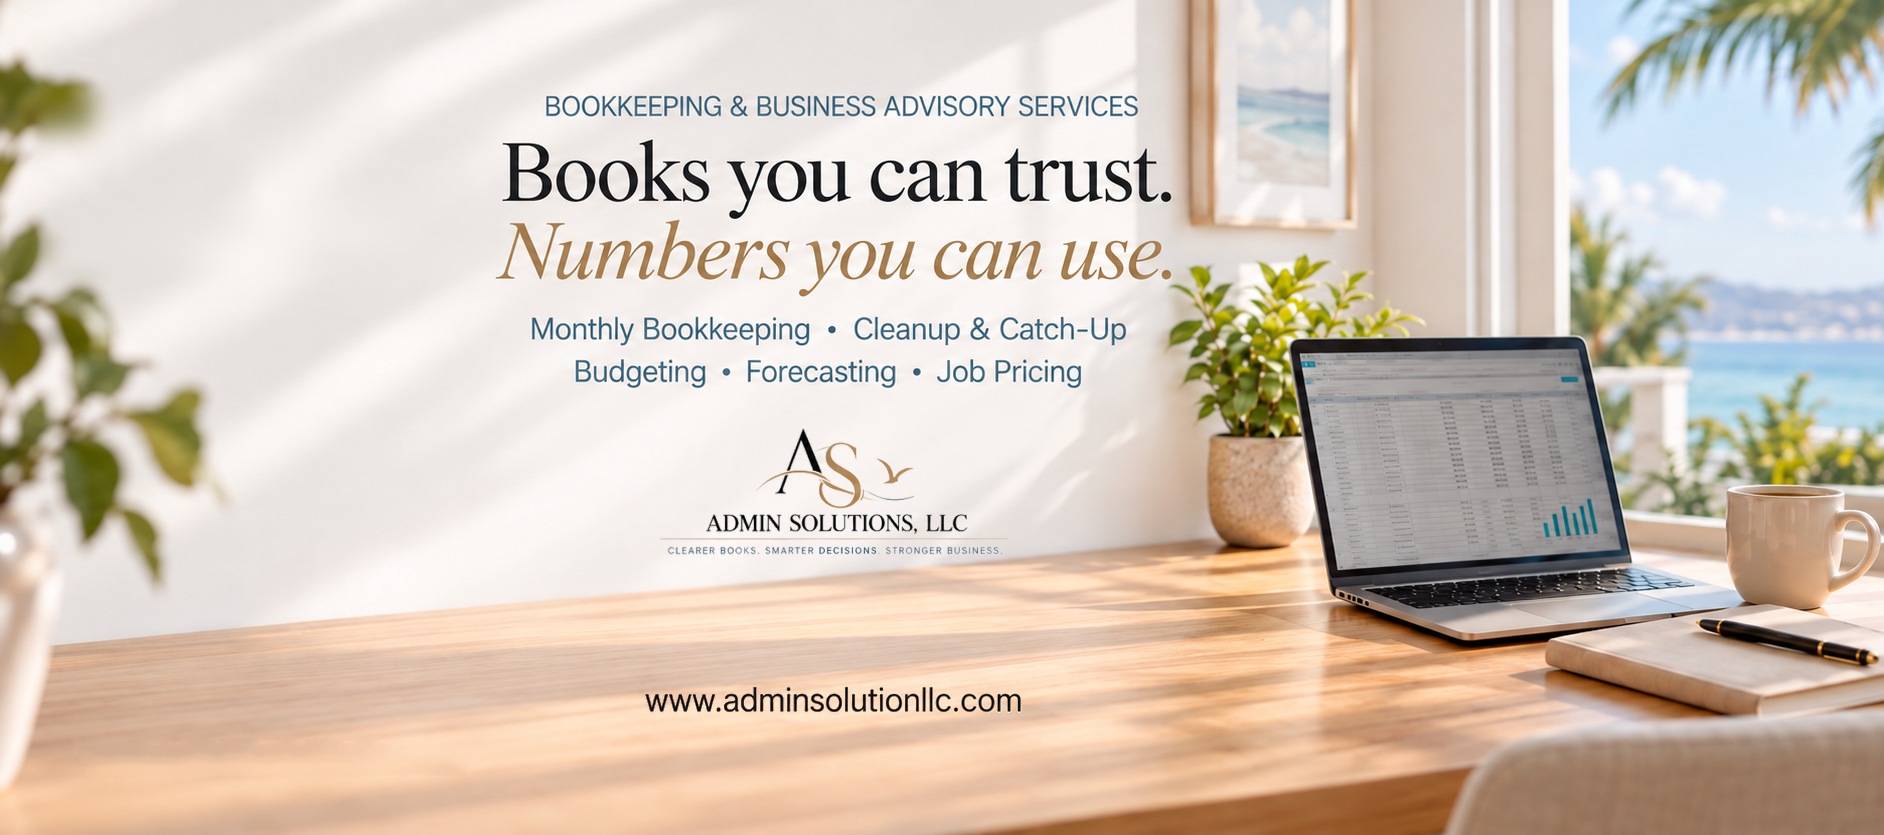 BOOKKEEPING & BUSINESS ADVISORY SERVICES
Books you can trust.
Numbers you can use.
Monthly Bookkeeping • Cleanup & Catch-Up
Budgeting • Forecasting • Job Pricing
AS
ADMIN SOLUTIONS, LLC
CLEARER BOOKS. SMARTER DECISIONS. STRONGER BUSINESS.
www.adminsolutionllc.com